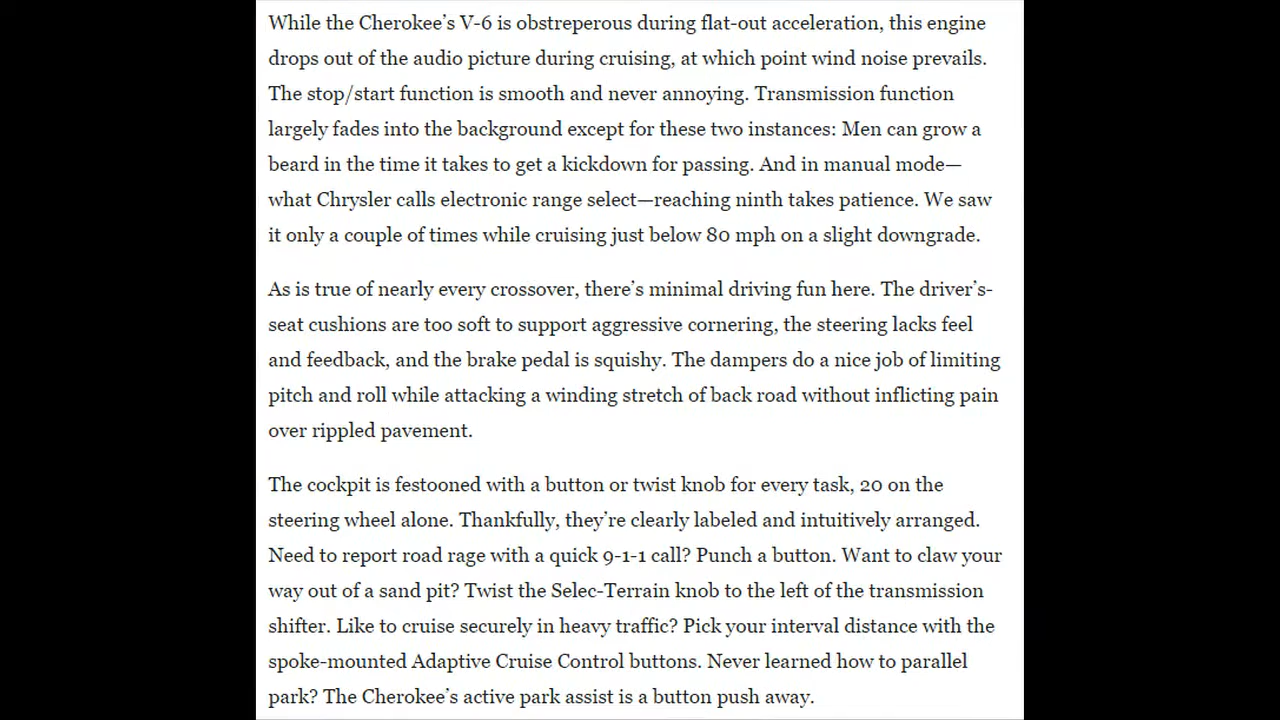 While the Cherokee’s V-6 is obstreperous during flat-out acceleration, this engine
drops out of the audio picture during cruising, at which point wind noise prevails.
The stop/start function is smooth and never annoying. Transmission function
largely fades into the background except for these two instances: Men can grow a
beard in the time it takes to get a kickdown for passing. And in manual mode—
what Chrysler calls electronic range select—reaching ninth takes patience. We saw
it only a couple of times while cruising just below 80 mph on a slight downgrade.
As is true of nearly every crossover, there’s minimal driving fun here. The driver’s-
seat cushions are too soft to support aggressive cornering, the steering lacks feel
and feedback, and the brake pedal is squishy. The dampers do a nice job of limiting
pitch and roll while attacking a winding stretch of back road without inflicting pain
over rippled pavement.
The cockpit is festooned with a button or twist knob for every task, 20 on the
steering wheel alone. Thankfully, they’re clearly labeled and intuitively arranged.
Need to report road rage with a quick 9-1-1 call? Punch a button. Want to claw your
way out of a sand pit? Twist the Selec-Terrain knob to the left of the transmission
shifter. Like to cruise securely in heavy traffic? Pick your interval distance with the
spoke-mounted Adaptive Cruise Control buttons. Never learned how to parallel
park? The Cherokee’s active park assist is a button push away.